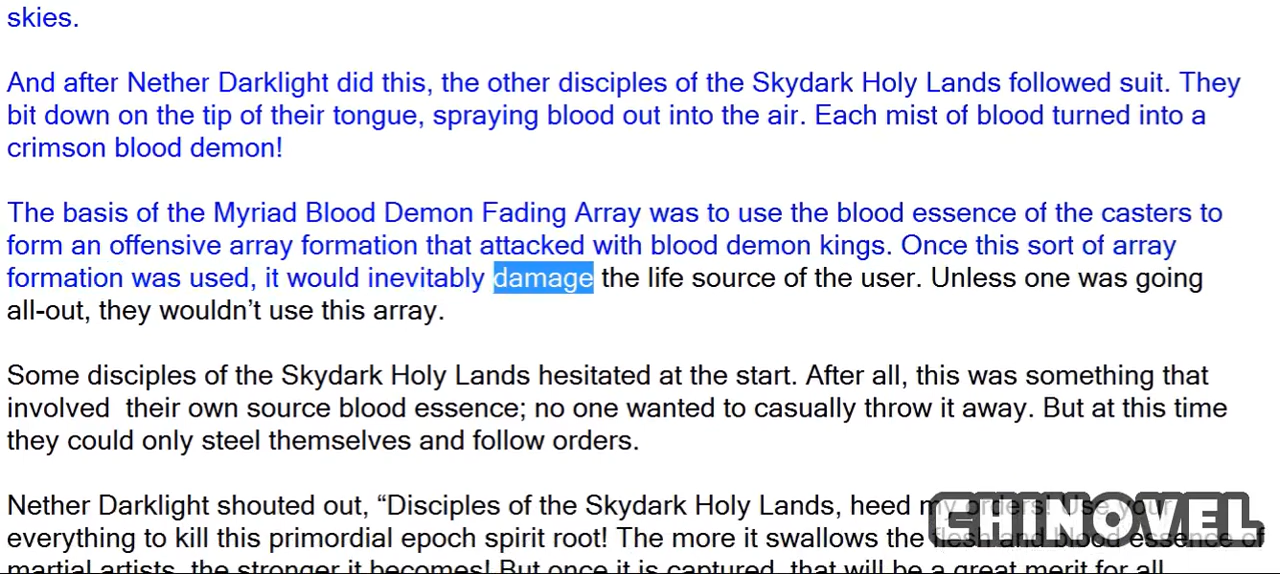 skies.
And after Nether Darklight did this, the other disciples of the Skydark Holy Lands followed suit. They
bit down on the tip of their tongue, spraying blood out into the air. Each mist of blood turned into a
crimson blood demon!
The basis of the Myriad Blood Demon Fading Array was to use the blood essence of the casters to
form an offensive array formation that attacked with blood demon kings. Once this sort of array
formation was used, it would inevitably damage the life source of the user. Unless one was going
all-out, they wouldn’t use this array.
Some disciples of the Skydark Holy Lands hesitated at the start. After all, this was something that
involved  their own source blood essence; no one wanted to casually throw it away. But at this time
they could only steel themselves and follow orders.
Nether Darklight shouted out, “Disciples of the Skydark Holy Lands, heed my orders! Use your
everything to kill this primordial epoch spirit root! The more it swallows the flesh and blood essence of
martial artists, the stronger it becomes! But once it is captured, that will be a great merit for all
CHINOVEL